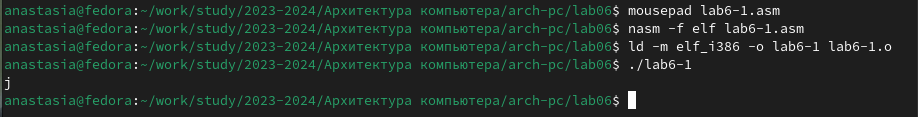 anastasia@fedora:~/work/study/2023-2024/Архитектура компьютера/arch-pc/lab06$ mousepad lab6-1.asm
anastasia@fedora:~/work/study/2023-2024/Архитектура компьютера/arch-pc/lab06$ nasm -f elf lab6-1.asm
anastasia@fedora:~/work/study/2023-2024/Архитектура компьютера/arch-pc/lab06$ ld -m elf_i386 -o lab6-1 lab6-1.o
anastasia@fedora:~/work/study/2023-2024/Архитектура компьютера/arch-pc/lab06$ ./lab6-1
j
anastasia@fedora:~/work/study/2023-2024/Архитектура компьютера/arch-pc/lab06$